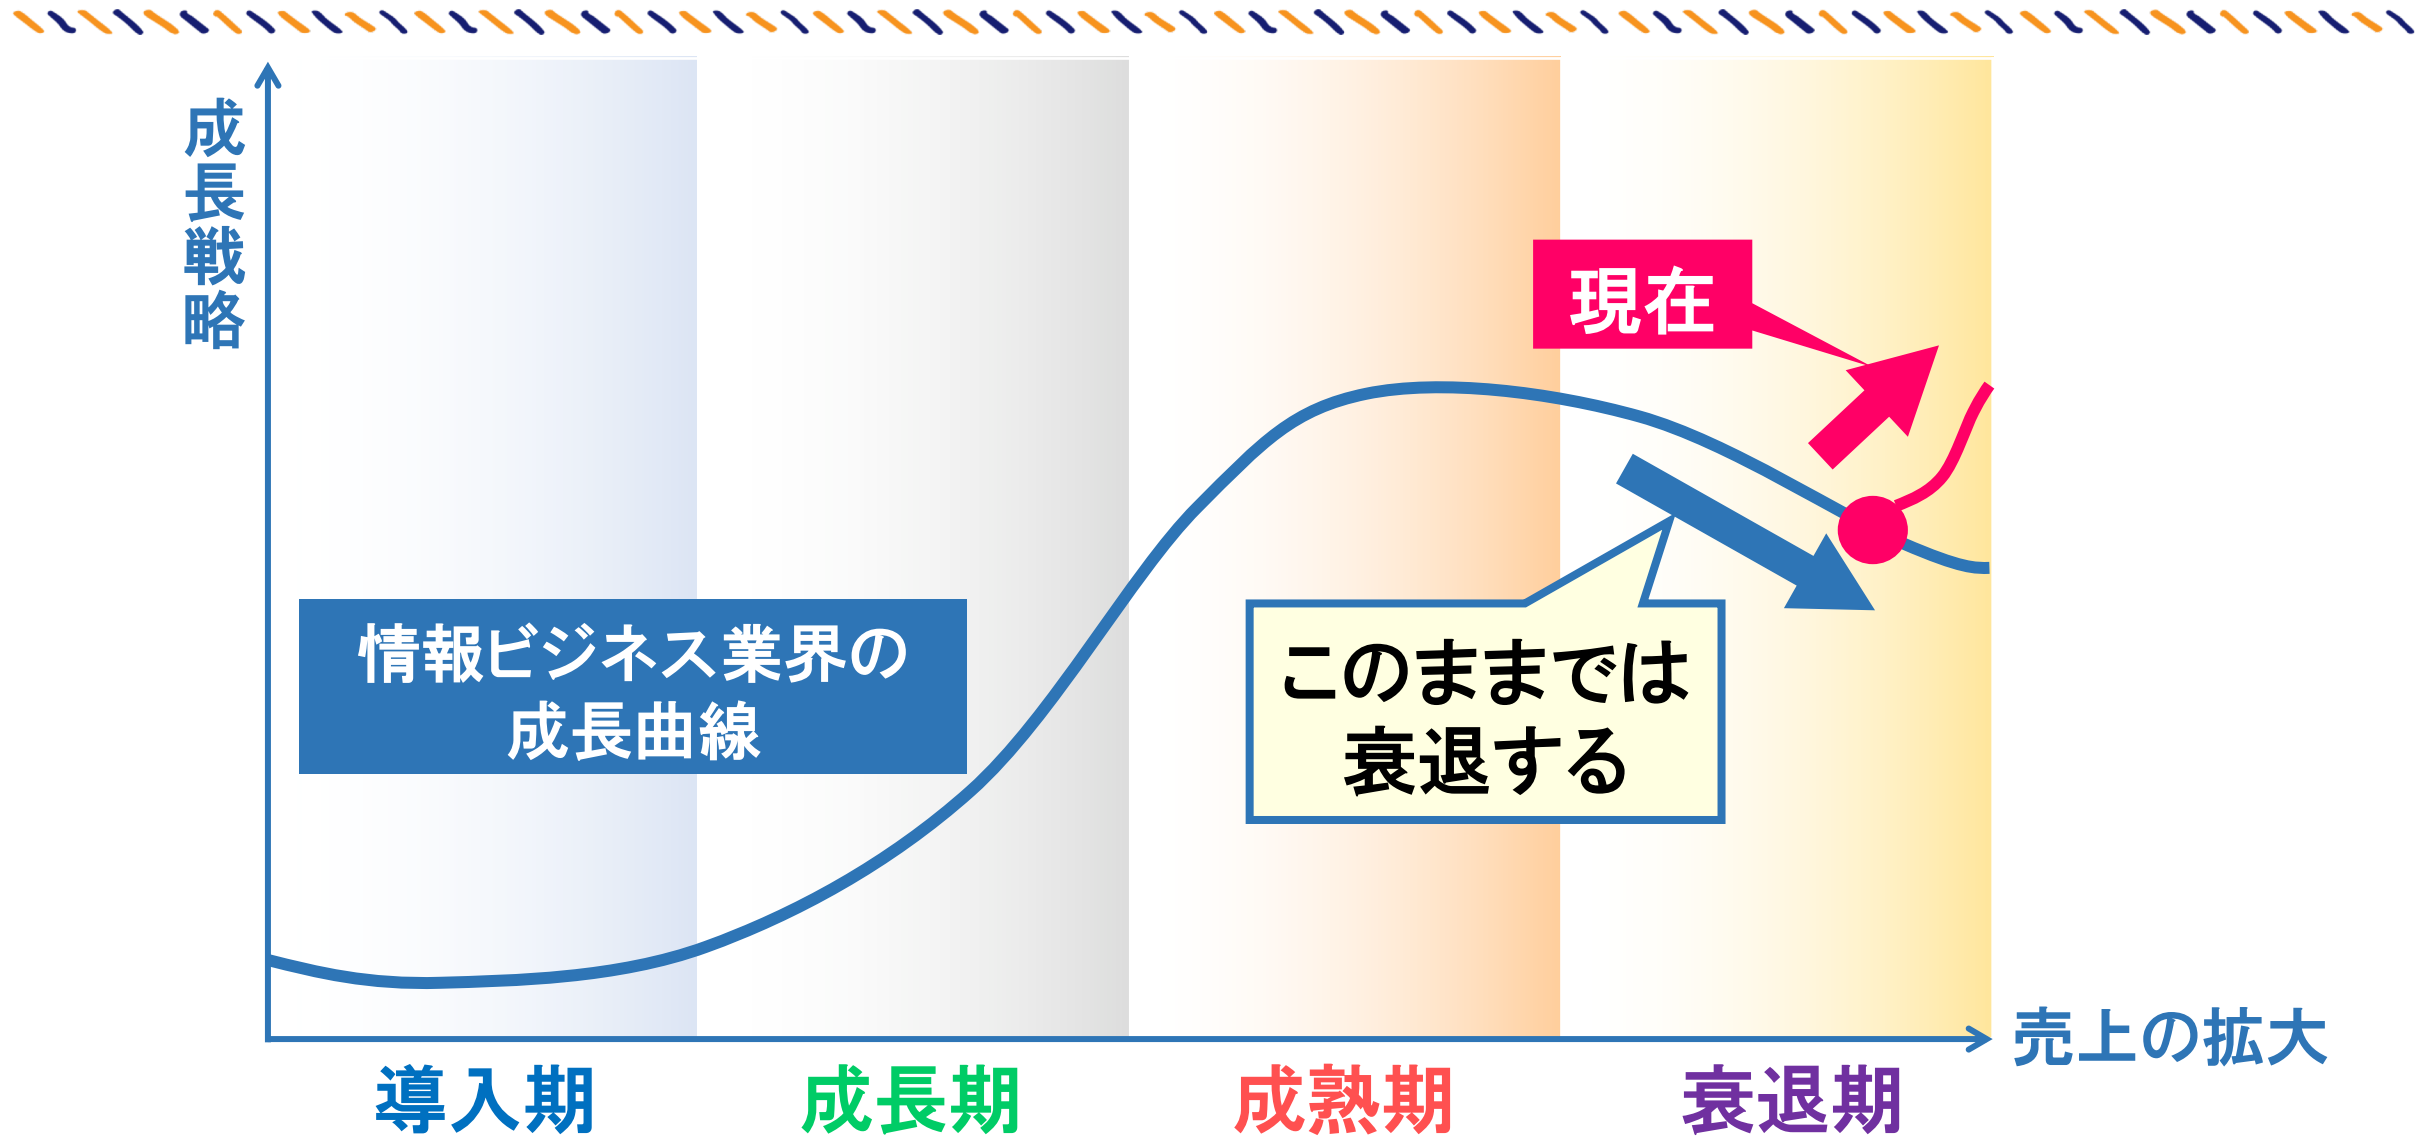 成長戦略
現在
情報ビジネス業界の
成長曲線
このままでは
衰退する
売上の拡大
導入期
成長期
成熟期
衰退期